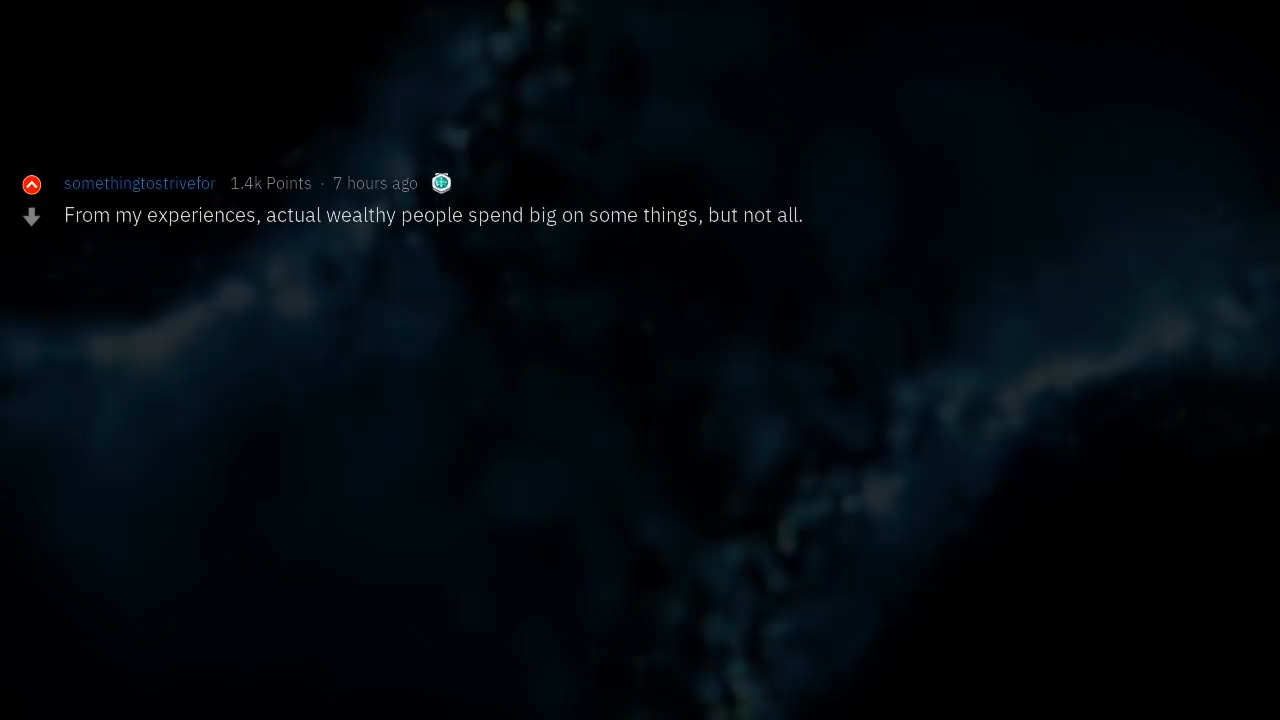 somethingtostrivefor 1.4k Points · 7 hours ago
From my experiences, actual wealthy people spend big on some things, but not all.